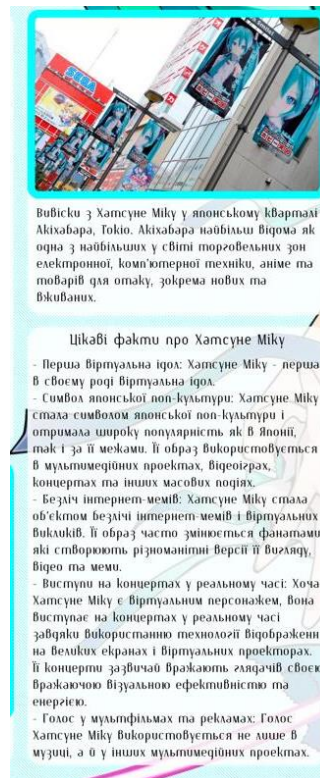 SEGA
Вивіски з Хатсуне Міку у японському кварталі
Акіхабара, Токіо. Акіхабара найбільш відома як
одна з найбільших у світі торговельних зон
електронної, комп'ютерної техніки, аніме та
товарів для отаку, зокрема нових та
вживаних.
Цікаві факти про Хатсуне Міку
- Перша віртуальна ідол: Хатсуне Міку - перша
в своєму роді віртуальна ідол.
- Символ японської поп-культури: Хатсуне Міку
стала символом японської поп-культури і
отримала широку популярність як в Японії,
так і за її межами. Її образ використовується
в мультимедійних проектах, відеоіграх,
концертах та інших масових подіях.
- Безліч інтернет-мемів: Хатсуне Міку стала
об'єктом безлічі інтернет-мемів і віртуальних
викликів. Її образ часто змінюється фанатами
які створюють різноманітні версії її вигляду,
відео та меми.
- Виступи на концертах у реальному часі: Хоча
Хатсуне Міку є віртуальним персонажем, вона
виступає на концертах у реальному часі
завдяки використанню технології відображенн
на великих екранах і віртуальних проекторах.
Її концерти зазвичай вражають глядачів своєю
вражаючою візуальною ефективністю та
енергією.
- Голос у мультфільмах та рекламах: Голос
Хатсуне Міку використовується не лише в
музиці, а й у інших мультимедійних проектах.